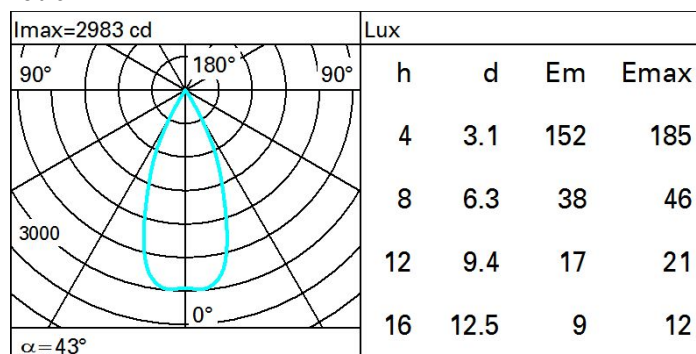 Imax=2983 cd
Lux
90°
180°
90°
3000
0°
α=43°
h d Em Emax
4 3.1 152 185
8 6.3 38 46
12 9.4 17 21
16 12.5 9 12